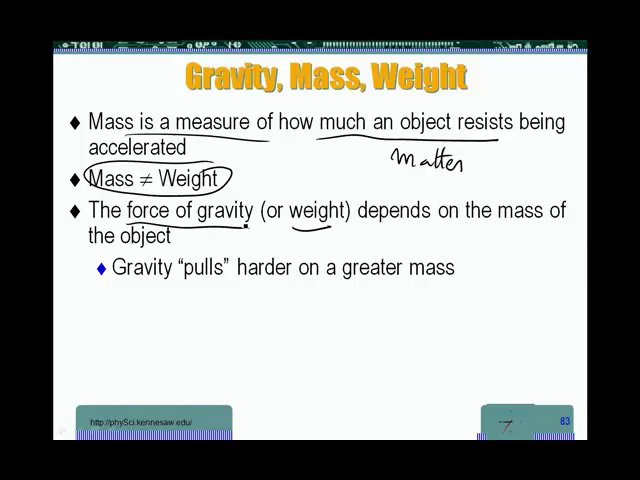 Gravity, Mass, Weight
♦ Mass is a measure of how much an object resists being
accelerated
matter
♦ Mass ≠ Weight
♦ The force of gravity (or weight) depends on the mass of
the object
♦ Gravity “pulls” harder on a greater mass
http://phySci.kennesaw.edu/
83